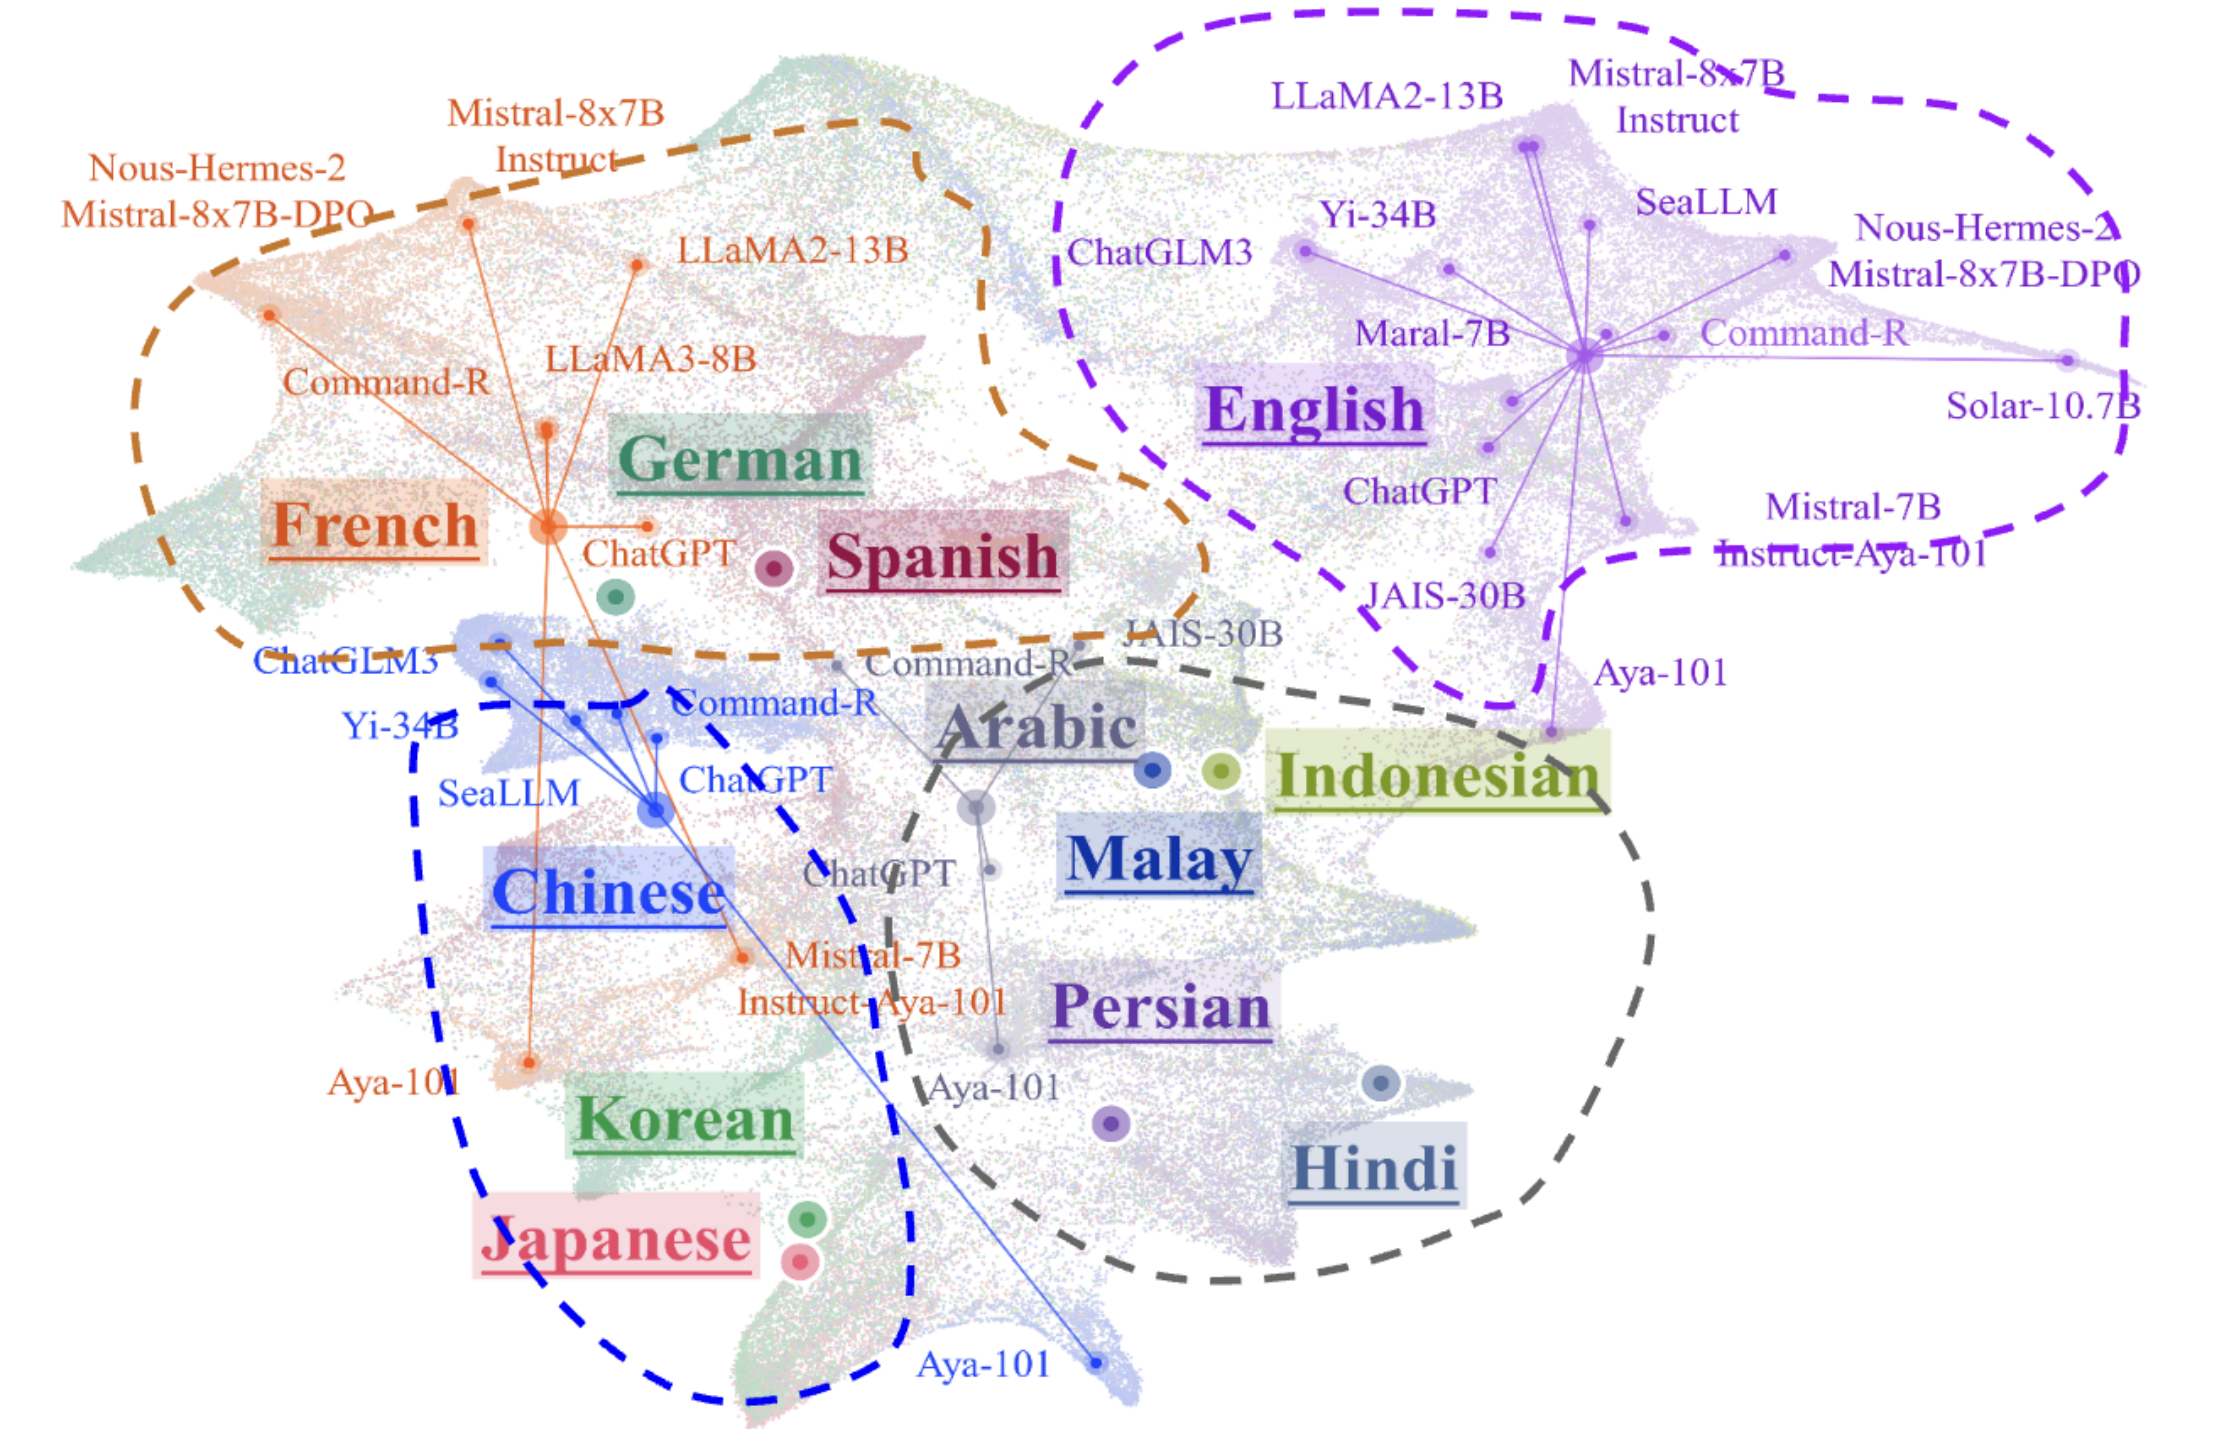 Mistral-8x7B
Instruct
Nous-Hermes-2
Mistral-8x7B-DPO
LLaMA2-13B
LLaMA3-8B
Command-R
German
French
ChatGPT
Spanish
LLaMA2-13B
Mistral-8x7B
Instruct
SeaLLM
Yi-34B
ChatGLM3
Nous-Hermes-2
Mistral-8x7B-DPO
Maral-7B
Command-R
English
Solar-10.7B
ChatGPT
Mistral-7B
Instruct-Aya-101
JAIS-30B
Aya-101
ChatGLM3
Yi-34B
Command-R
SeaLLM
ChatGPT
Chinese
Mistral-7B
Instruct-Aya-101
Aya-101
Korean
Japanese
Aya-101
JAIS-30B
Command-R
Arabic
Indonesian
Malay
ChatGPT
Persian
Aya-101
Hindi